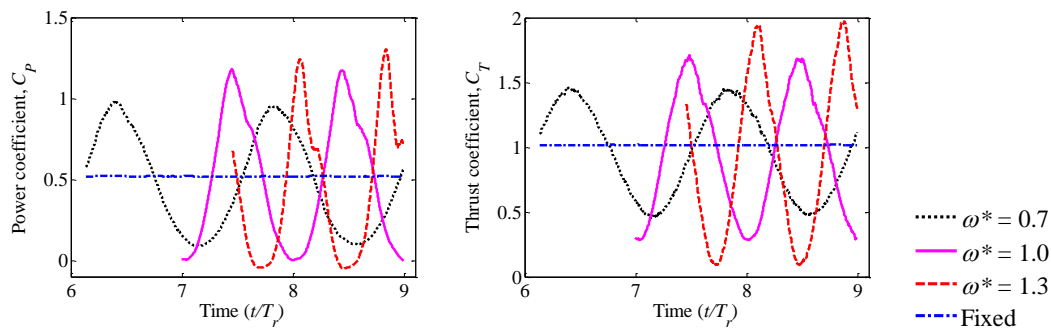 Power coefficient, C_P
1.5
1
0.5
0
6
7
8
9
Time (t/T_r)
Thrust coefficient, C_T
2
1.5
1
0.5
0
6
7
8
9
Time (t/T_r)
ω* = 0.7
ω* = 1.0
ω* = 1.3
Fixed